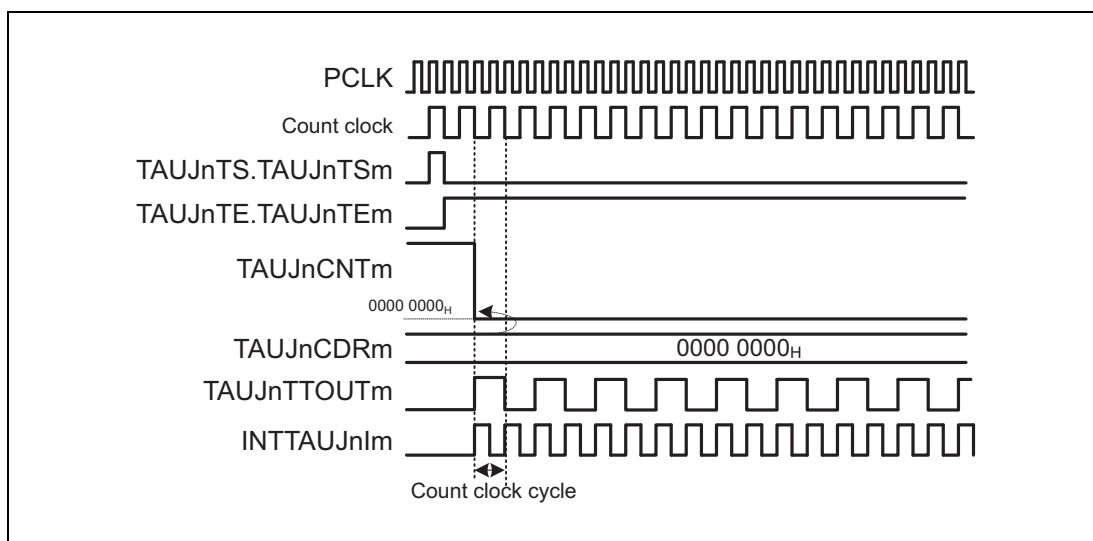 PCLK
Count clock
TAUJnTS.TAUJnTSm
TAUJnTE.TAUJnTEm
TAUJnCNTm
0000 0000H
TAUJnCDRm
0000 0000H
TAUJnTTOUTm
INTTAUJnIm
Count clock cycle